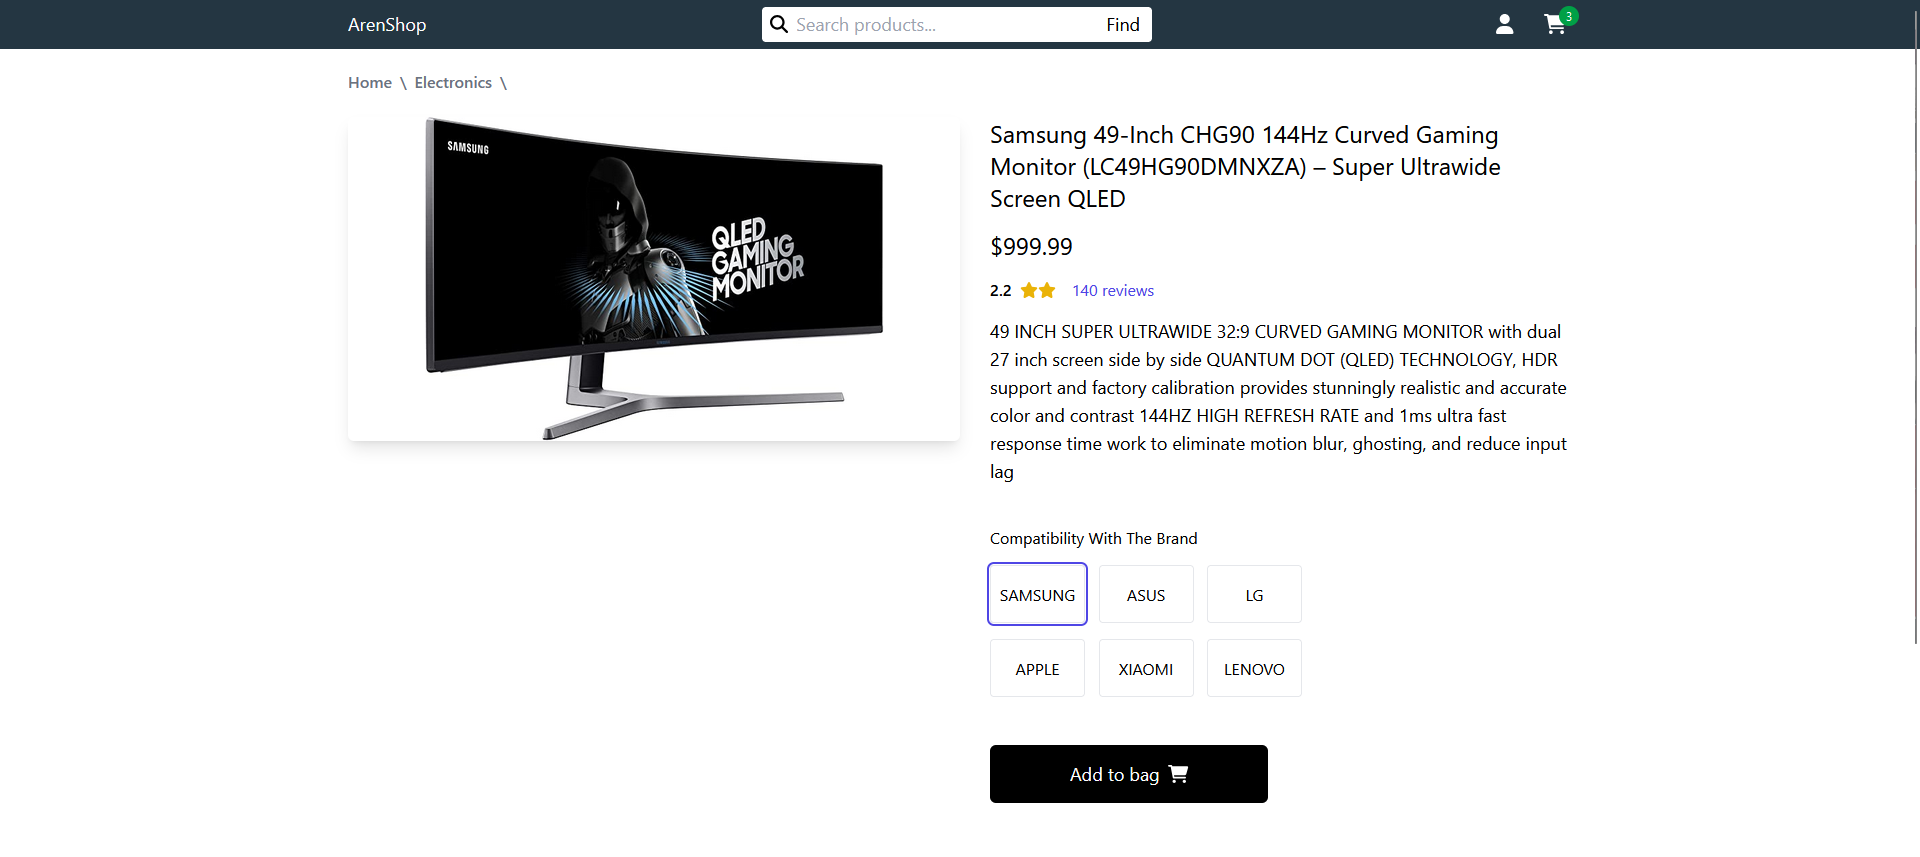 ArenShop
Search products...
Find
3
Home \ Electronics \
SAMSUNG
QLED
GAMING
MONITOR
Samsung 49-Inch CHG90 144Hz Curved Gaming
Monitor (LC49HG90DMNXZA) – Super Ultrawide
Screen QLED
$999.99
2.2 140 reviews
49 INCH SUPER ULTRAWIDE 32:9 CURVED GAMING MONITOR with dual
27 inch screen side by side QUANTUM DOT (QLED) TECHNOLOGY, HDR
support and factory calibration provides stunningly realistic and accurate
color and contrast 144HZ HIGH REFRESH RATE and 1ms ultra fast
response time work to eliminate motion blur, ghosting, and reduce input
lag
Compatibility With The Brand
SAMSUNG ASUS LG
APPLE XIAOMI LENOVO
Add to bag